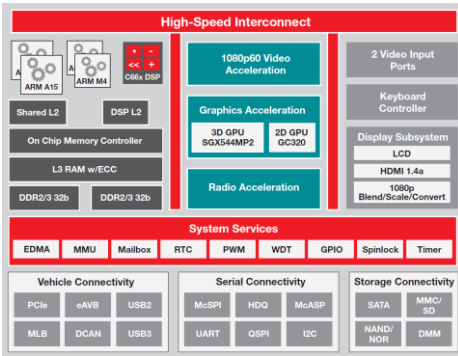 High-Speed Interconnect
ARM A15
ARM M4
* -
<< +
C66x DSP
Shared L2
DSP L2
On Chip Memory Controller
L3 RAM w/ECC
DDR2/3 32b
DDR2/3 32b
1080p60 Video
Acceleration
Graphics Acceleration
3D GPU
SGX544MP2
2D GPU
GC320
Radio Acceleration
2 Video Input
Ports
Keyboard
Controller
Display Subsystem
LCD
HDMI 1.4a
1080p
Blend/Scale/Convert
System Services
EDMA
MMU
Mailbox
RTC
PWM
WDT
GPIO
Spinlock
Timer
Vehicle Connectivity
PCIe
eAVB
USB2
MLB
DCAN
USB3
Serial Connectivity
McSPI
HDQ
McASP
UART
QSPI
I2C
Storage Connectivity
SATA
MMC/
SD
NAND/
NOR
DMM